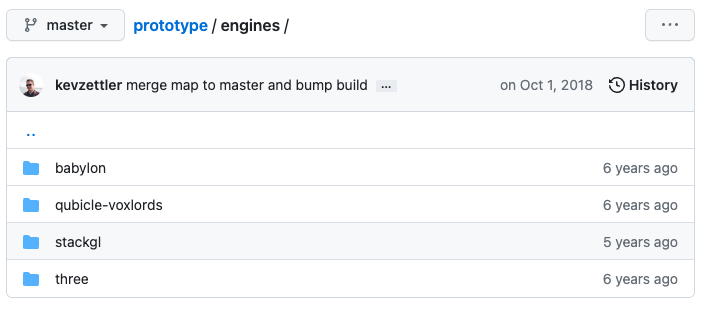 master prototype / engines / ...
kevzettler merge map to master and bump build ... on Oct 1, 2018 History
..
babylon 6 years ago
qubicle-voxlords 6 years ago
stackgl 5 years ago
three 6 years ago